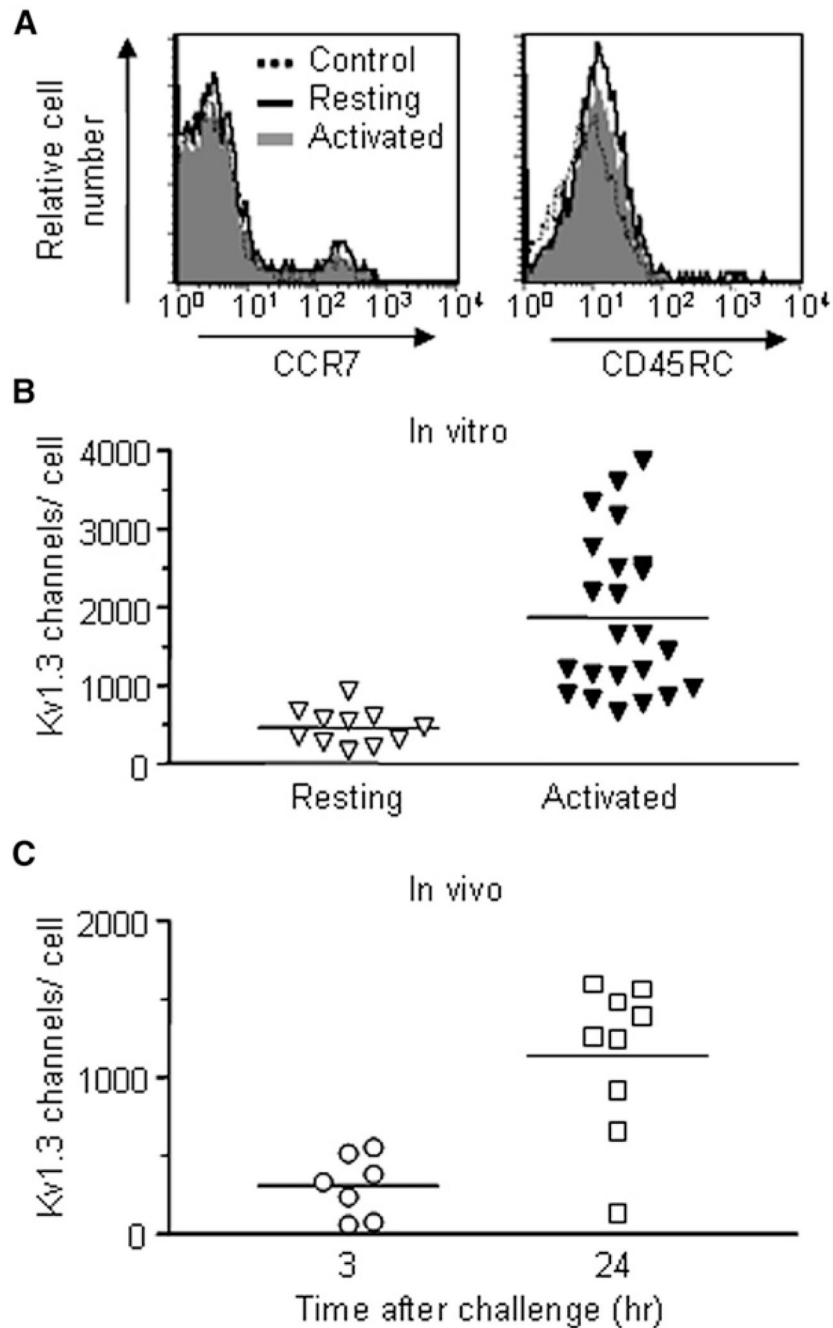 A
Relative cell
number
Control
Resting
Activated
10⁰ 10¹ 10² 10³ 10⁴
CCR7
10⁰ 10¹ 10² 10³ 10⁴
CD45RC
B
In vitro
Kv1.3 channels/ cell
4000
3000
2000
1000
0
Resting
Activated
C
In vivo
Kv1.3 channels/ cell
2000
1000
0
3
24
Time after challenge (hr)